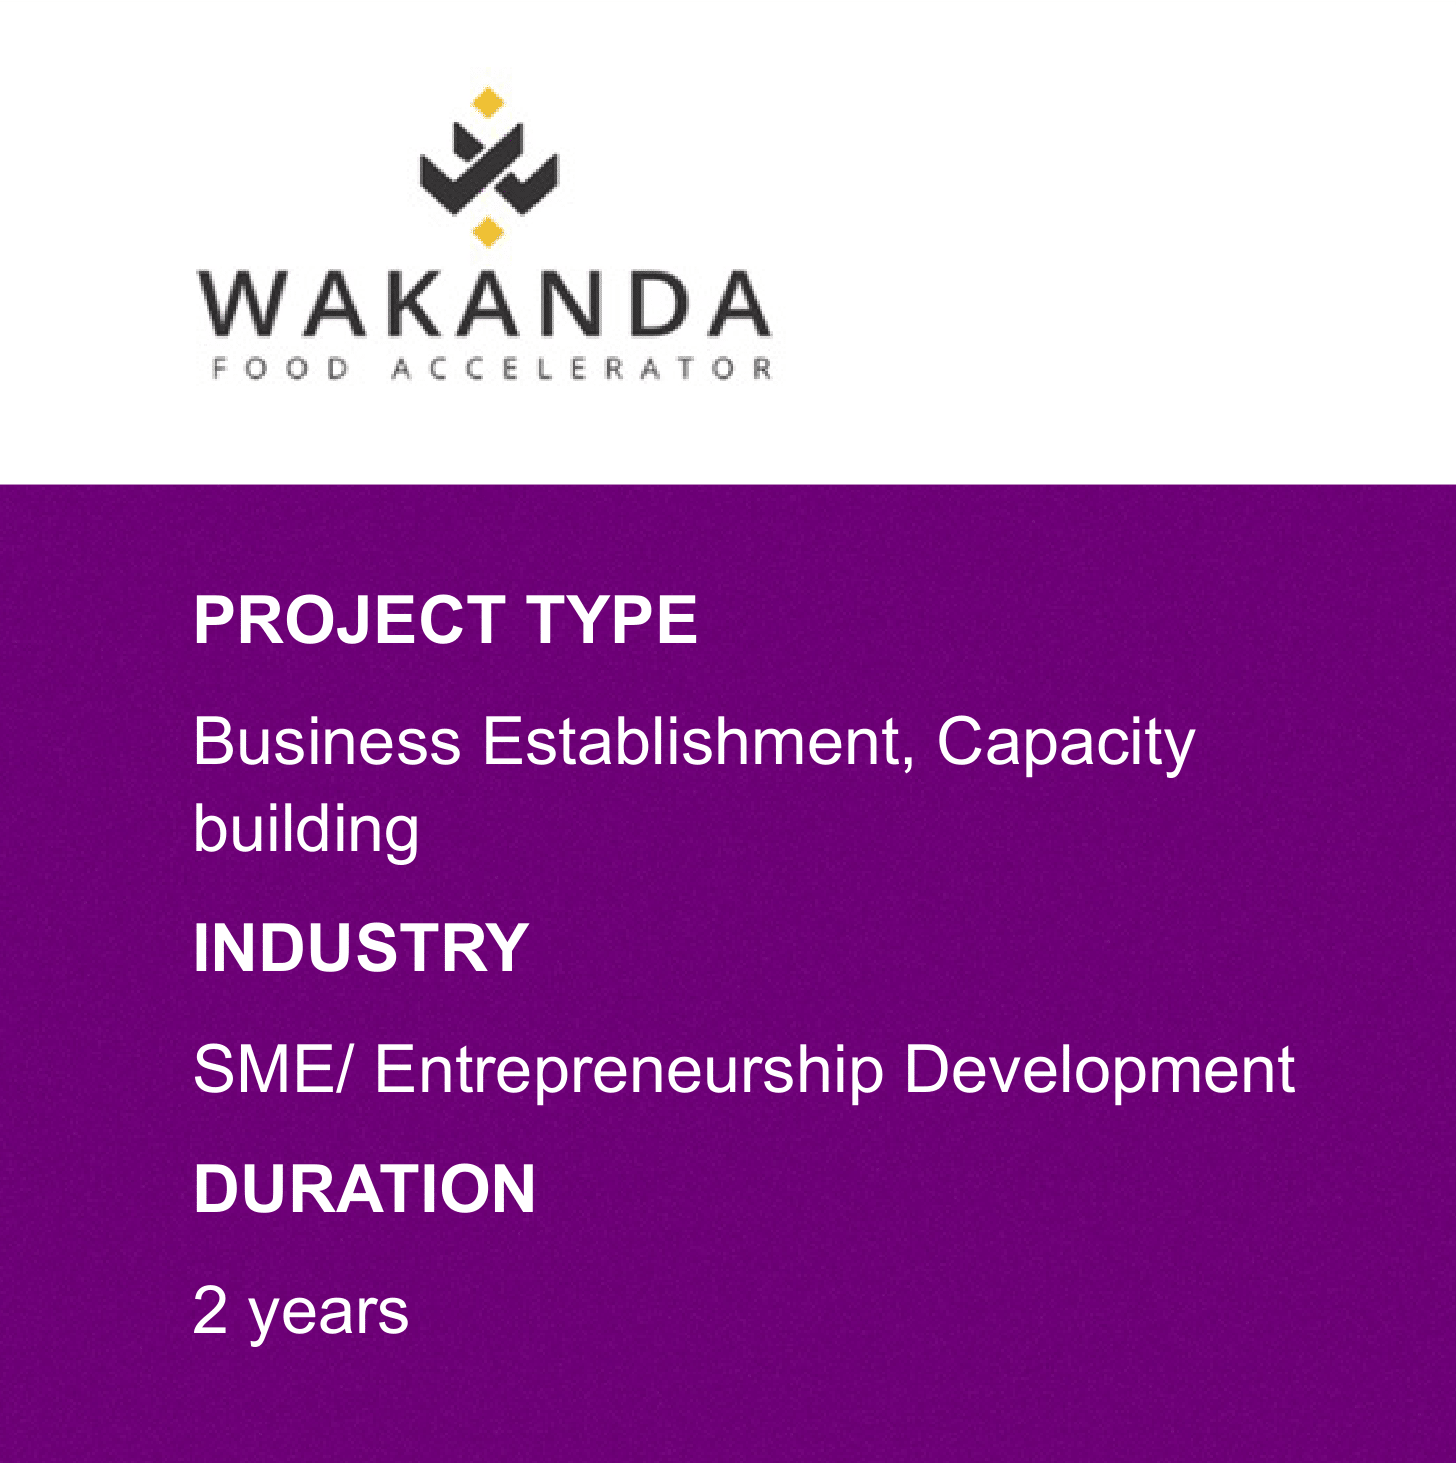 WAKANDA
FOOD ACCELERATOR
PROJECT TYPE
Business Establishment, Capacity
building
INDUSTRY
SME/ Entrepreneurship Development
DURATION
2 years